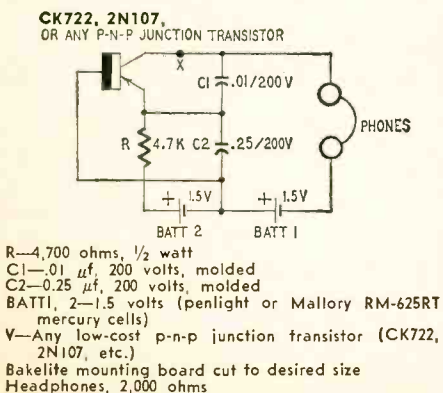 CK722, 2N107,
OR ANY P-N-P JUNCTION TRANSISTOR
X
C1 .01/200V
PHONES
R 4.7K C2 .25/200V
+ 1.5V
BATT 2
+ 1.5V
BATT 1
R—4,700 ohms, ½ watt
C1—.01 µf, 200 volts, molded
C2—0.25 µf, 200 volts, molded
BATT1, 2—1.5 volts (penlight or Mallory RM-625RT
mercury cells)
V—Any low-cost p-n-p junction transistor (CK722,
2N107, etc.)
Bakelite mounting board cut to desired size
Headphones, 2,000 ohms